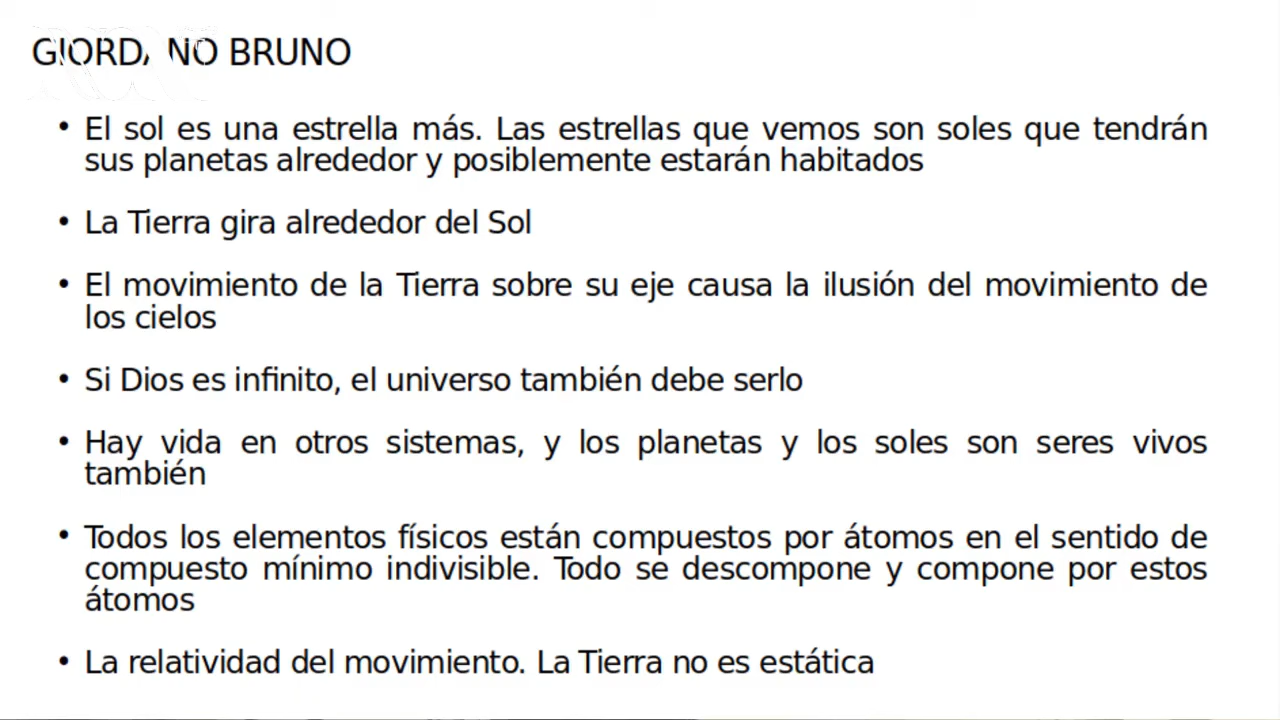 GIORDANO BRUNO
• El sol es una estrella más. Las estrellas que vemos son soles que tendrán
sus planetas alrededor y posiblemente estarán habitados
• La Tierra gira alrededor del Sol
• El movimiento de la Tierra sobre su eje causa la ilusión del movimiento de
los cielos
• Si Dios es infinito, el universo también debe serlo
• Hay vida en otros sistemas, y los planetas y los soles son seres vivos
también
• Todos los elementos físicos están compuestos por átomos en el sentido de
compuesto mínimo indivisible. Todo se descompone y compone por estos
átomos
• La relatividad del movimiento. La Tierra no es estática